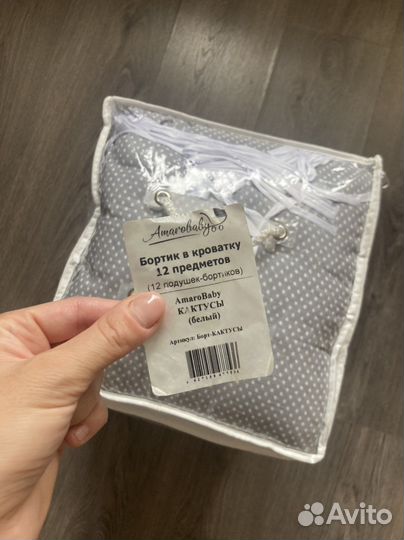 Amarobaby
Бортик в кроватку
12 предметов
(12 подушек-бортиков)
AmaroBaby
КАКТУСЫ
(белый)
Артикул: Борт-КАКТУСЫ
Avito